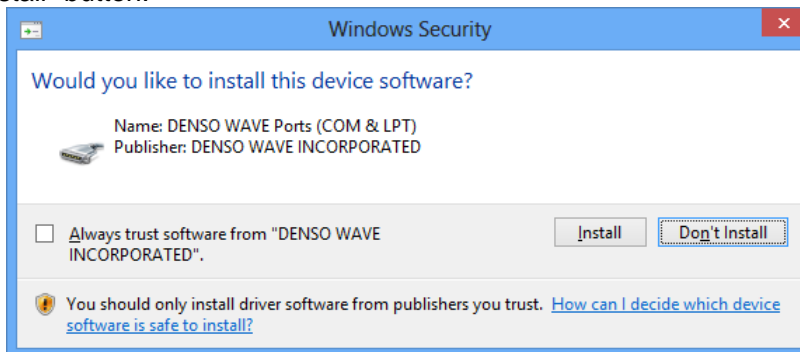 Windows Security
Would you like to install this device software?
Name: DENSO WAVE Ports (COM & LPT)
Publisher: DENSO WAVE INCORPORATED
Always trust software from "DENSO WAVE
INCORPORATED".
Install
Don't Install
You should only install driver software from publishers you trust. How can I decide which device
software is safe to install?